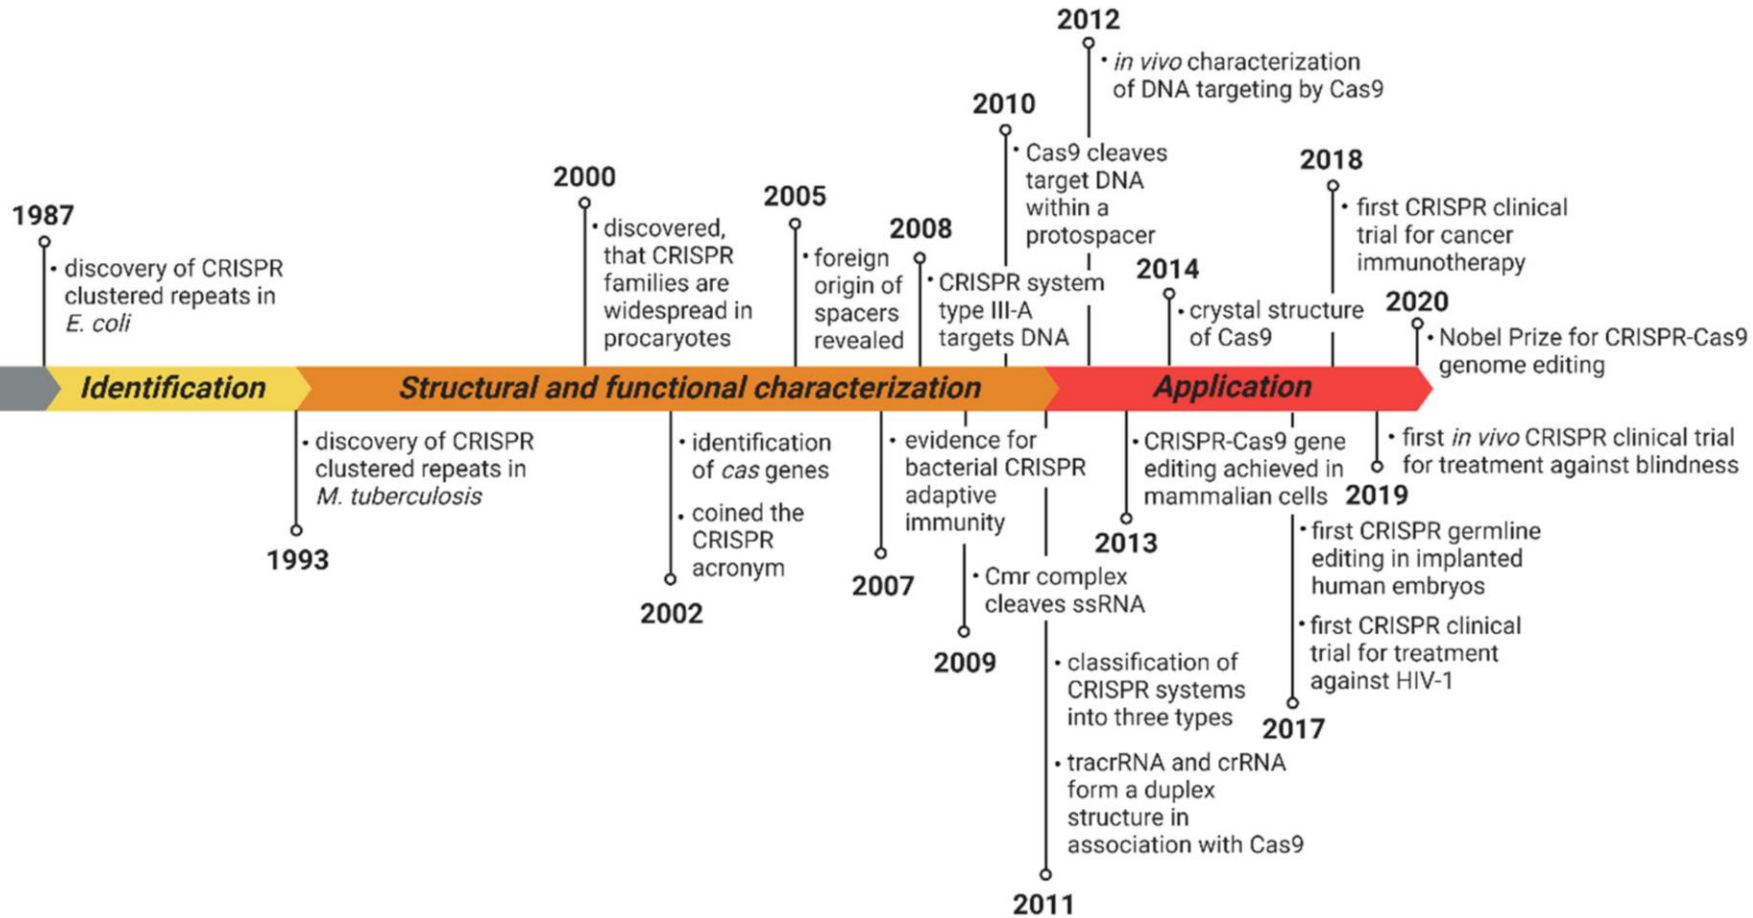 2012
• in vivo characterization
of DNA targeting by Cas9
2010
• Cas9 cleaves
target DNA
within a
protospacer
2018
• first CRISPR clinical
trial for cancer
immunotherapy
2000
• discovered,
that CRISPR
families are
widespread in
procaryotes
2005
• foreign
origin of
spacers
revealed
1987
• discovery of CRISPR
clustered repeats in
E. coli
2008
• CRISPR system
type III-A
targets DNA
2014
• crystal structure
of Cas9
2020
• Nobel Prize for CRISPR-Cas9
genome editing
Identification
Structural and functional characterization
Application
• discovery of CRISPR
clustered repeats in
M. tuberculosis
1993
• identification
of cas genes
• coined the
CRISPR
acronym
2002
• evidence for
bacterial CRISPR
adaptive
immunity
2007
• Cmr complex
cleaves ssRNA
2009
• classification of
CRISPR systems
into three types
• tracrRNA and crRNA
form a duplex
structure in
association with Cas9
2011
• CRISPR-Cas9 gene
editing achieved in
mammalian cells
2013
• first in vivo CRISPR clinical trial
for treatment against blindness
2019
• first CRISPR germline
editing in implanted
human embryos
• first CRISPR clinical
trial for treatment
against HIV-1
2017